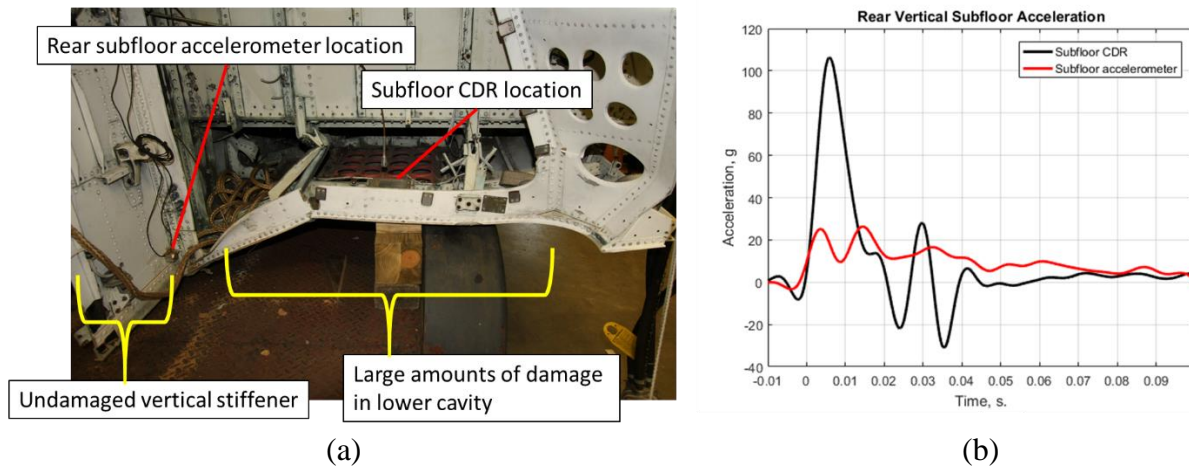 Rear subfloor accelerometer location
Subfloor CDR location
Undamaged vertical stiffener
Large amounts of damage
in lower cavity
(a)
Rear Vertical Subfloor Acceleration
Subfloor CDR
Subfloor accelerometer
Acceleration, g
120
100
80
60
40
20
0
-20
-40
-0.01 0 0.01 0.02 0.03 0.04 0.05 0.06 0.07 0.08 0.09
Time, s.
(b)